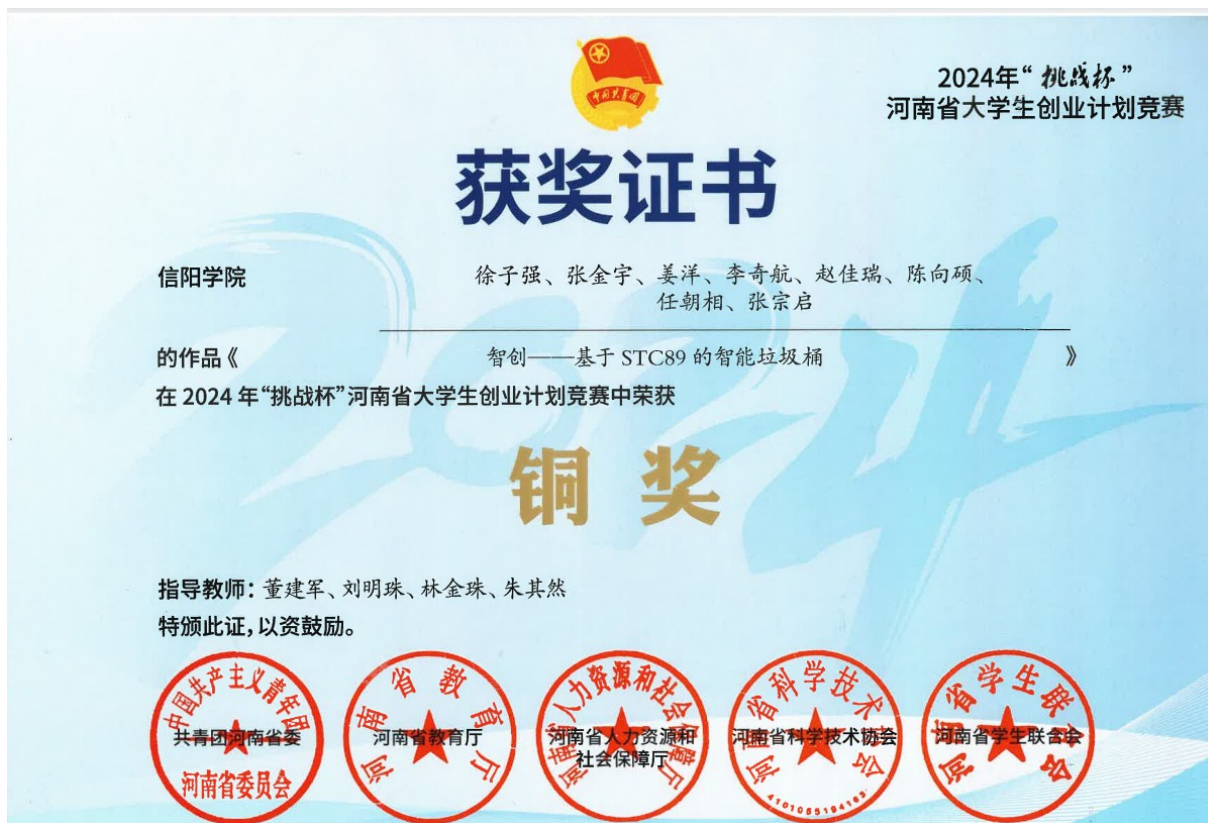 中国共青团
2024年“挑战杯”
河南省大学生创业计划竞赛
获奖证书
信阳学院
徐子强、张金宇、姜洋、李奇航、赵佳瑞、陈向硕、
任朝相、张宗启
的作品《 智创——基于 STC89 的智能垃圾桶 》
在 2024 年“挑战杯”河南省大学生创业计划竞赛中荣获
铜 奖
指导教师：董建军、刘明珠、林金珠、朱其然
特颁此证，以资鼓励。
中国共产主义青年团
共青团河南省委
河南省委员会
河南省教育厅
河南省教育厅
河南省人力资源和社会保障厅
河南省人力资源和
社会保障厅
河南省科学技术协会
河南省科学技术协会
4101055194163
河南省学生联合会
河南省学生联合会
2024